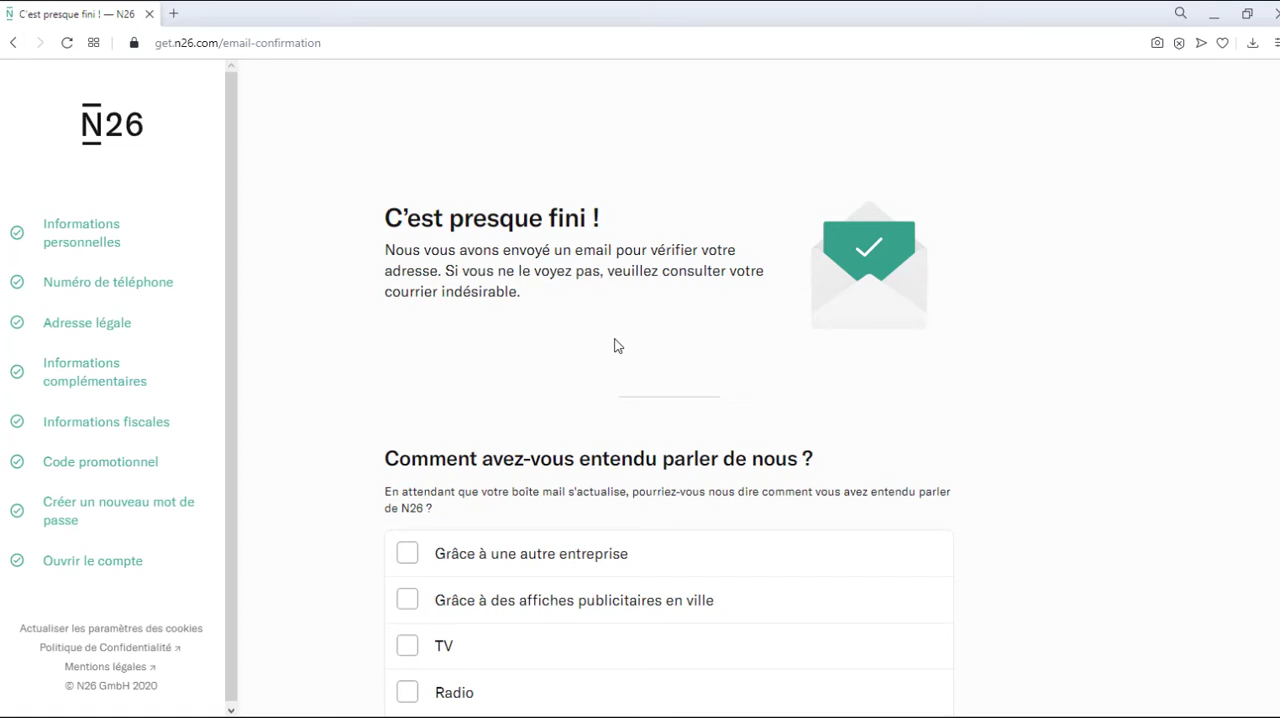 C'est presque fini ! — N26
get.n26.com/email-confirmation
N26
Informations
personnelles
Numéro de téléphone
Adresse légale
Informations
complémentaires
Informations fiscales
Code promotionnel
Créer un nouveau mot de
passe
Ouvrir le compte
Actualiser les paramètres des cookies
Politique de Confidentialité ↗
Mentions légales ↗
© N26 GmbH 2020
C'est presque fini !
Nous vous avons envoyé un email pour vérifier votre
adresse. Si vous ne le voyez pas, veuillez consulter votre
courrier indésirable.
Comment avez-vous entendu parler de nous ?
En attendant que votre boîte mail s'actualise, pourriez-vous nous dire comment vous avez entendu parler
de N26 ?
Grâce à une autre entreprise
Grâce à des affiches publicitaires en ville
TV
Radio